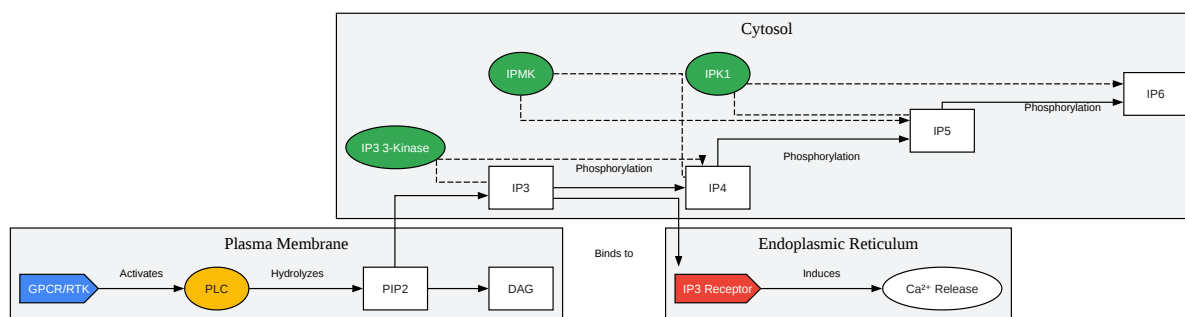 Cytosol
IPMK
IPK1
IP6
Phosphorylation
IP5
IP3 3-Kinase
Phosphorylation
Phosphorylation
IP3
IP4
Plasma Membrane
Binds to
Endoplasmic Reticulum
GPCR/RTK
Activates
PLC
Hydrolyzes
PIP2
DAG
IP3 Receptor
Induces
Ca²⁺ Release